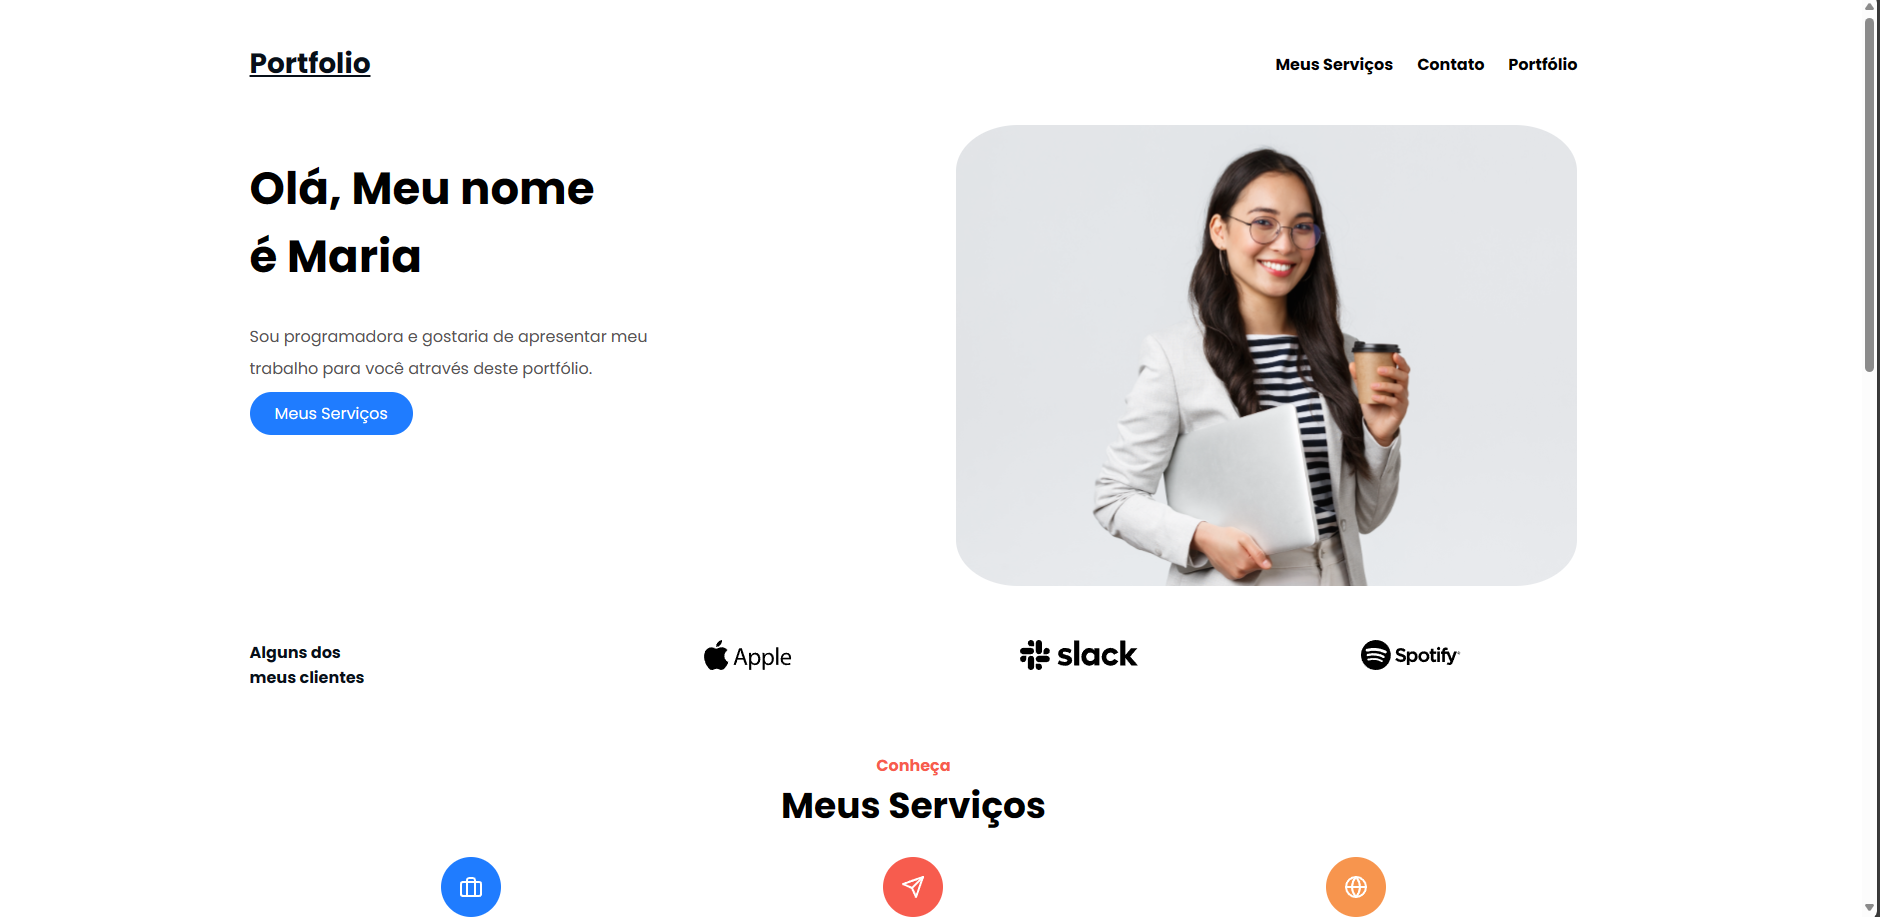 Portfolio
Meus Serviços
Contato
Portfólio
Olá, Meu nome
é Maria
Sou programadora e gostaria de apresentar meu
trabalho para você através deste portfólio.
Meus Serviços
Alguns dos
meus clientes
Apple
slack
Spotify
Conheça
Meus Serviços